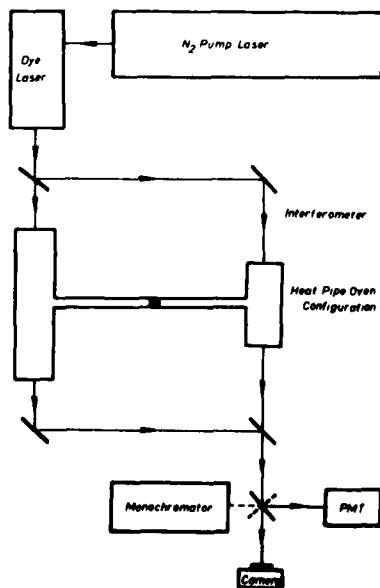 N2 Pump Laser
Dye
Laser
Interferometer
Heat Pipe Oven
Configuration
Monochromator
PMT
Camera